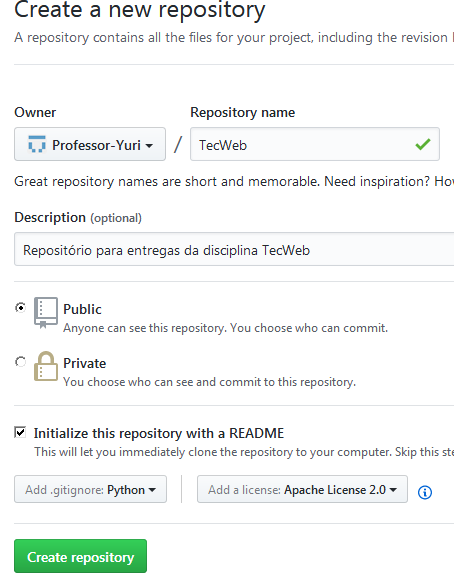 Create a new repository
A repository contains all the files for your project, including the revision
Owner
Repository name
Professor-Yuri / TecWeb
Great repository names are short and memorable. Need inspiration? How
Description (optional)
Repositório para entregas da disciplina TecWeb
Public
Anyone can see this repository. You choose who can commit.
Private
You choose who can see and commit to this repository.
Initialize this repository with a README
This will let you immediately clone the repository to your computer. Skip this ste
Add .gitignore: Python
Add a license: Apache License 2.0
Create repository